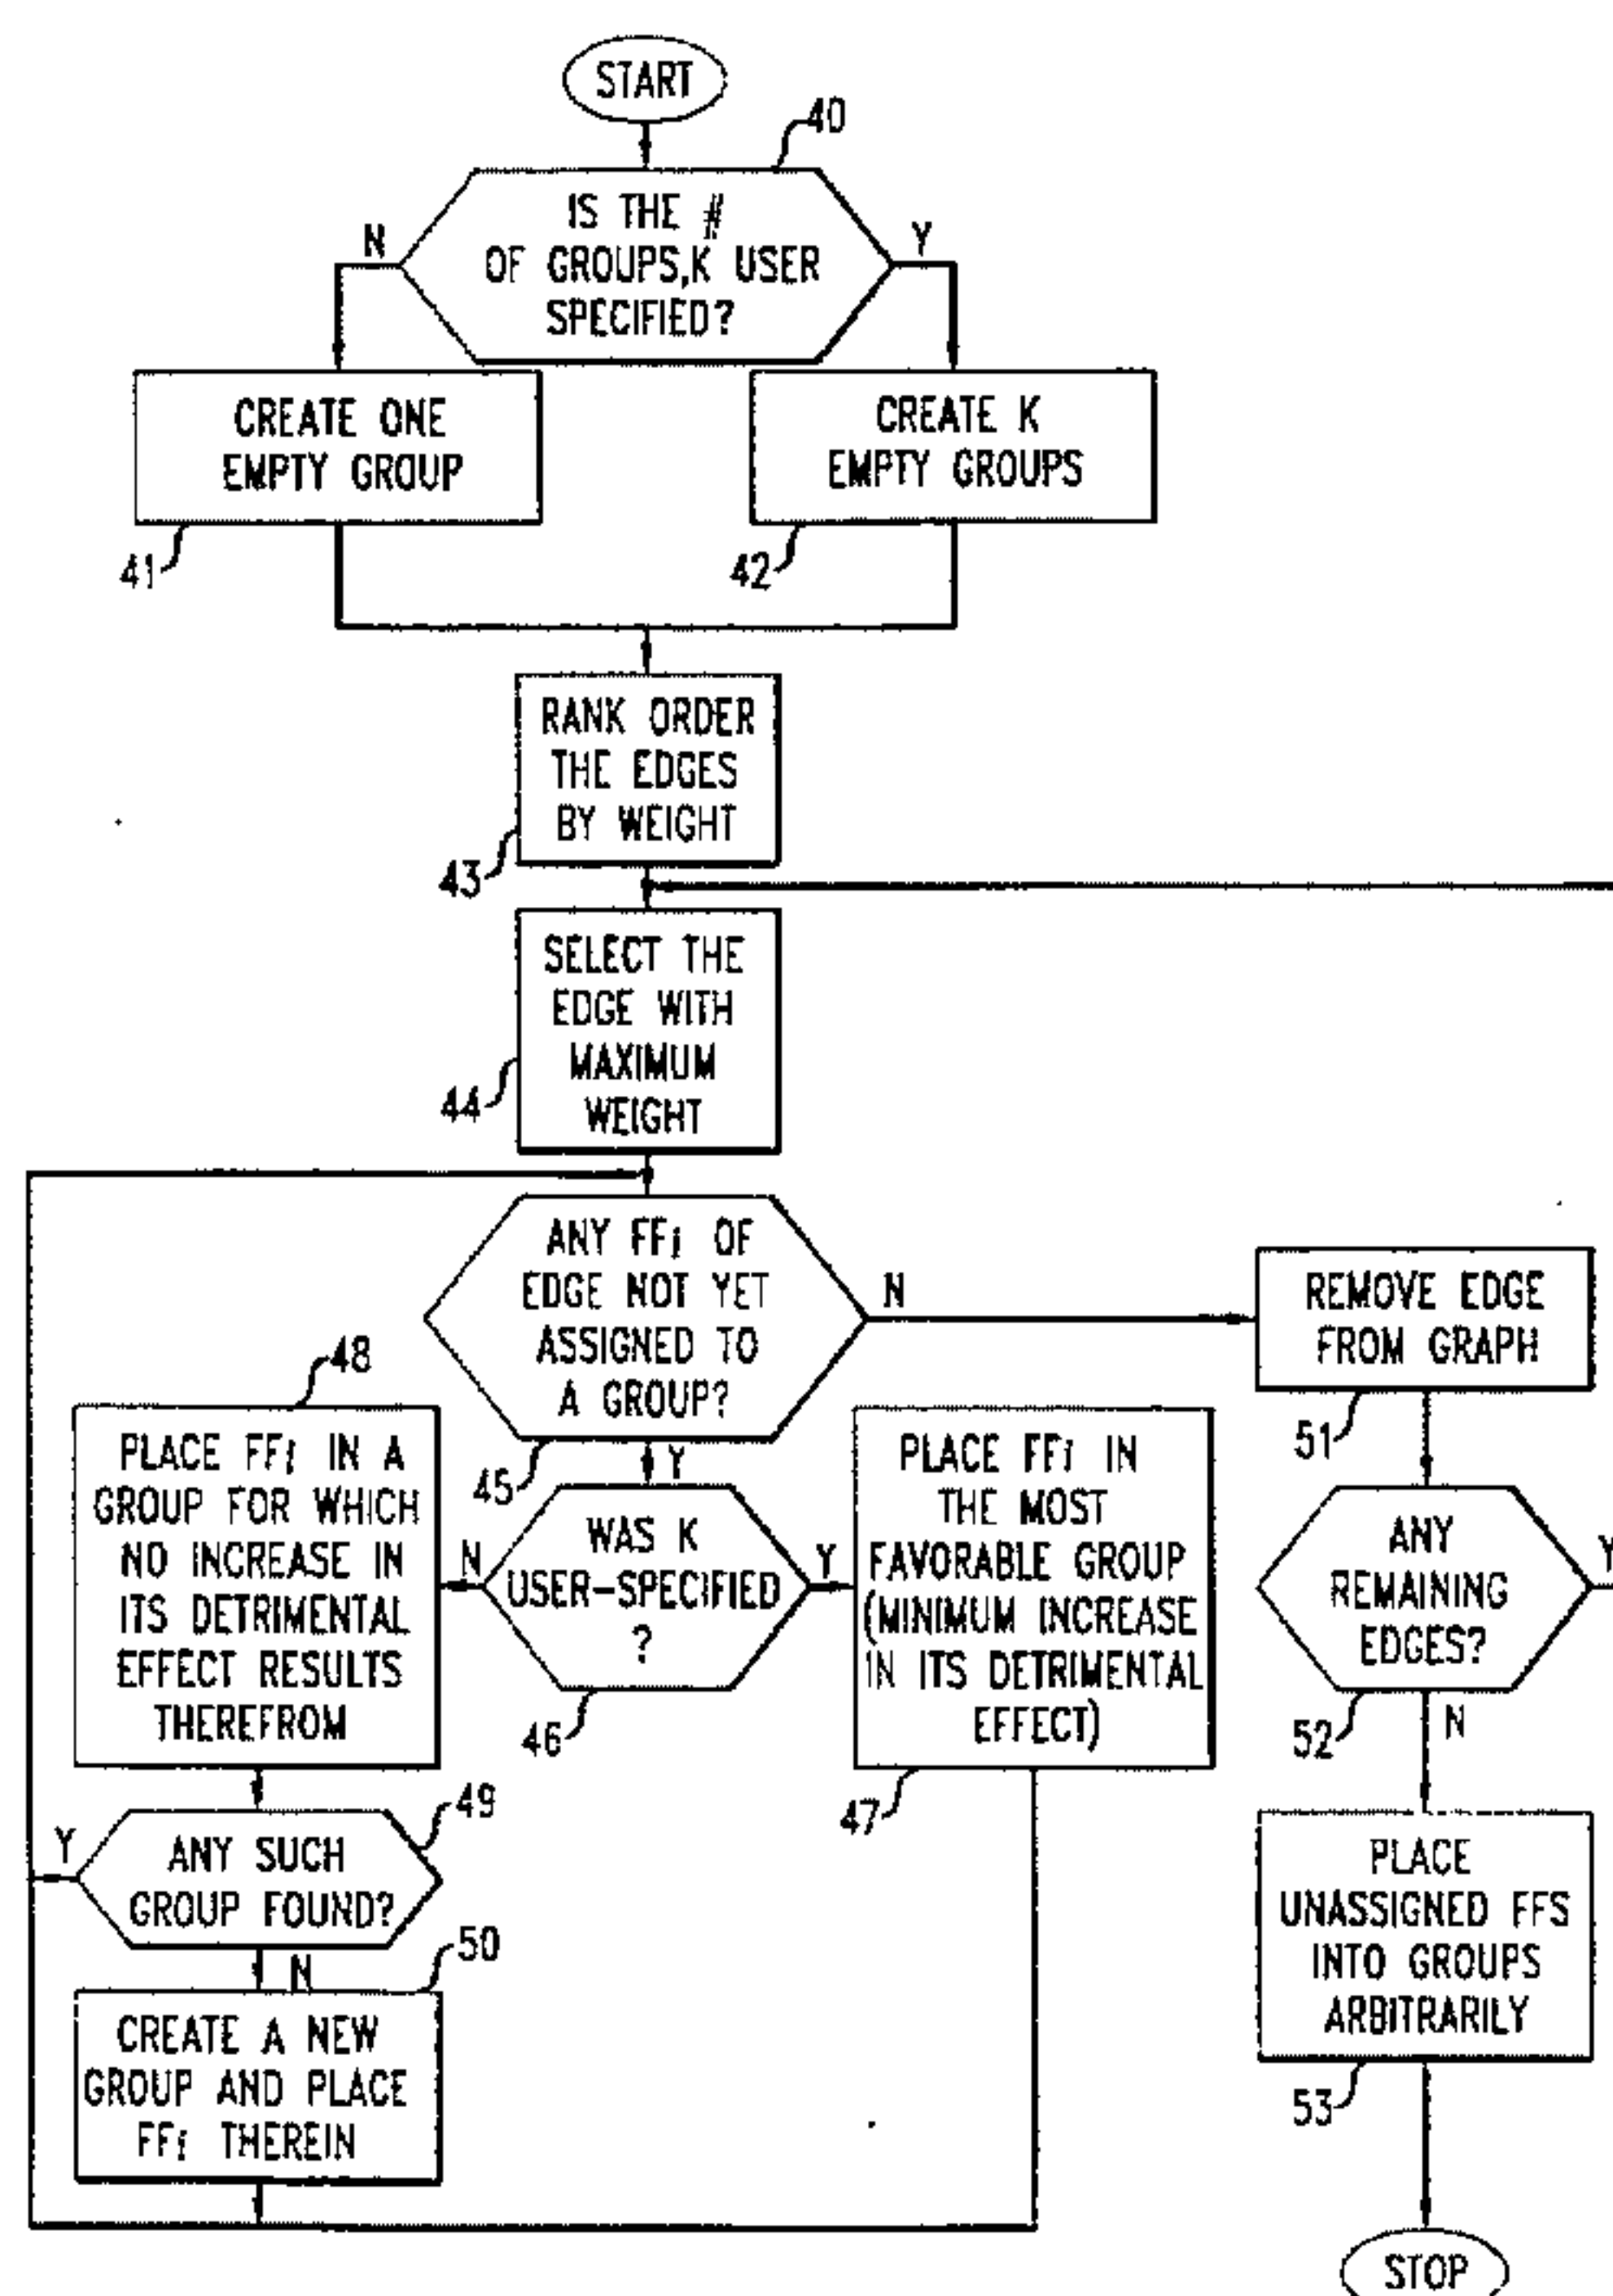 START
40
IS THE #
OF GROUPS,K USER
SPECIFIED?
N
Y
CREATE ONE
EMPTY GROUP
41
CREATE K
EMPTY GROUPS
42
RANK ORDER
THE EDGES
BY WEIGHT
43
SELECT THE
EDGE WITH
MAXIMUM
WEIGHT
44
ANY FFi OF
EDGE NOT YET
ASSIGNED TO
A GROUP?
45
N
Y
REMOVE EDGE
FROM GRAPH
51
48
PLACE FFi IN A
GROUP FOR WHICH
NO INCREASE IN
ITS DETRIMENTAL
EFFECT RESULTS
THEREFROM
N
WAS K
USER-SPECIFIED
?
46
Y
PLACE FFi IN
THE MOST
FAVORABLE GROUP
(MINIMUM INCREASE
IN ITS DETRIMENTAL
EFFECT)
47
ANY
REMAINING
EDGES?
52
Y
N
49
ANY SUCH
GROUP FOUND?
Y
N
50
CREATE A NEW
GROUP AND PLACE
FFi THEREIN
PLACE
UNASSIGNED FFS
INTO GROUPS
ARBITRARILY
53
STOP